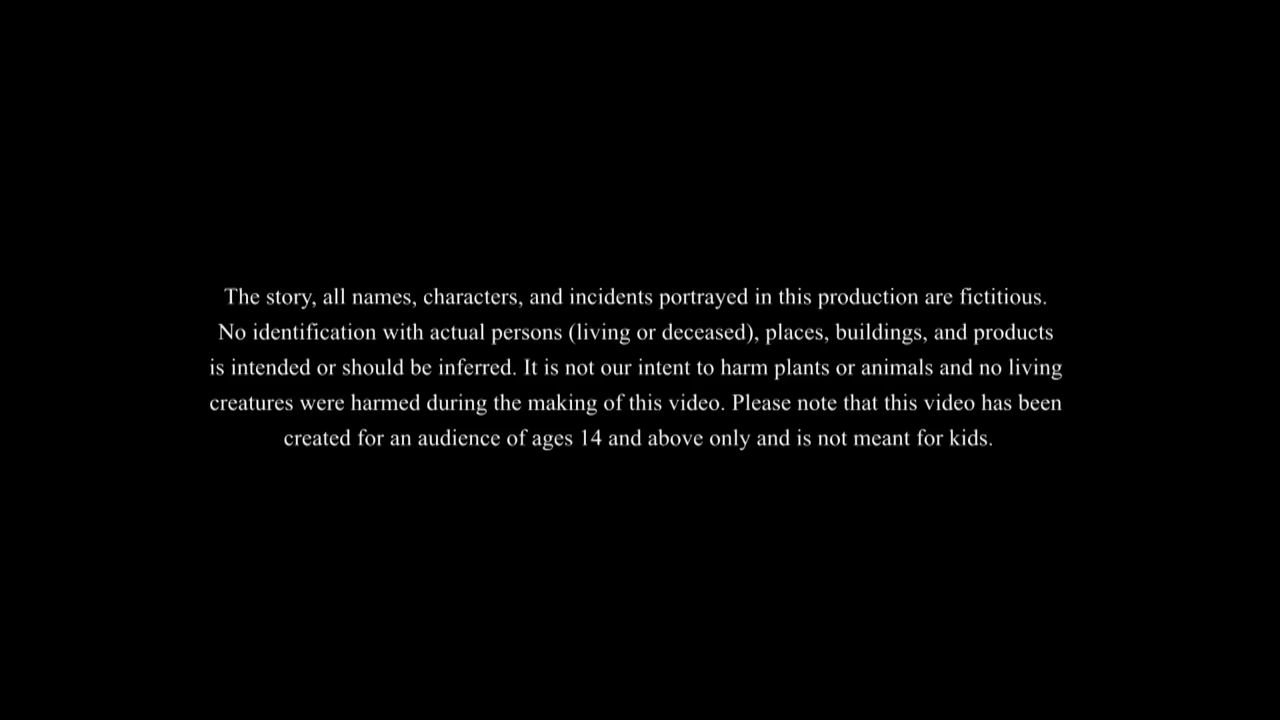 The story, all names, characters, and incidents portrayed in this production are fictitious.
No identification with actual persons (living or deceased), places, buildings, and products
is intended or should be inferred. It is not our intent to harm plants or animals and no living
creatures were harmed during the making of this video. Please note that this video has been
created for an audience of ages 14 and above only and is not meant for kids.